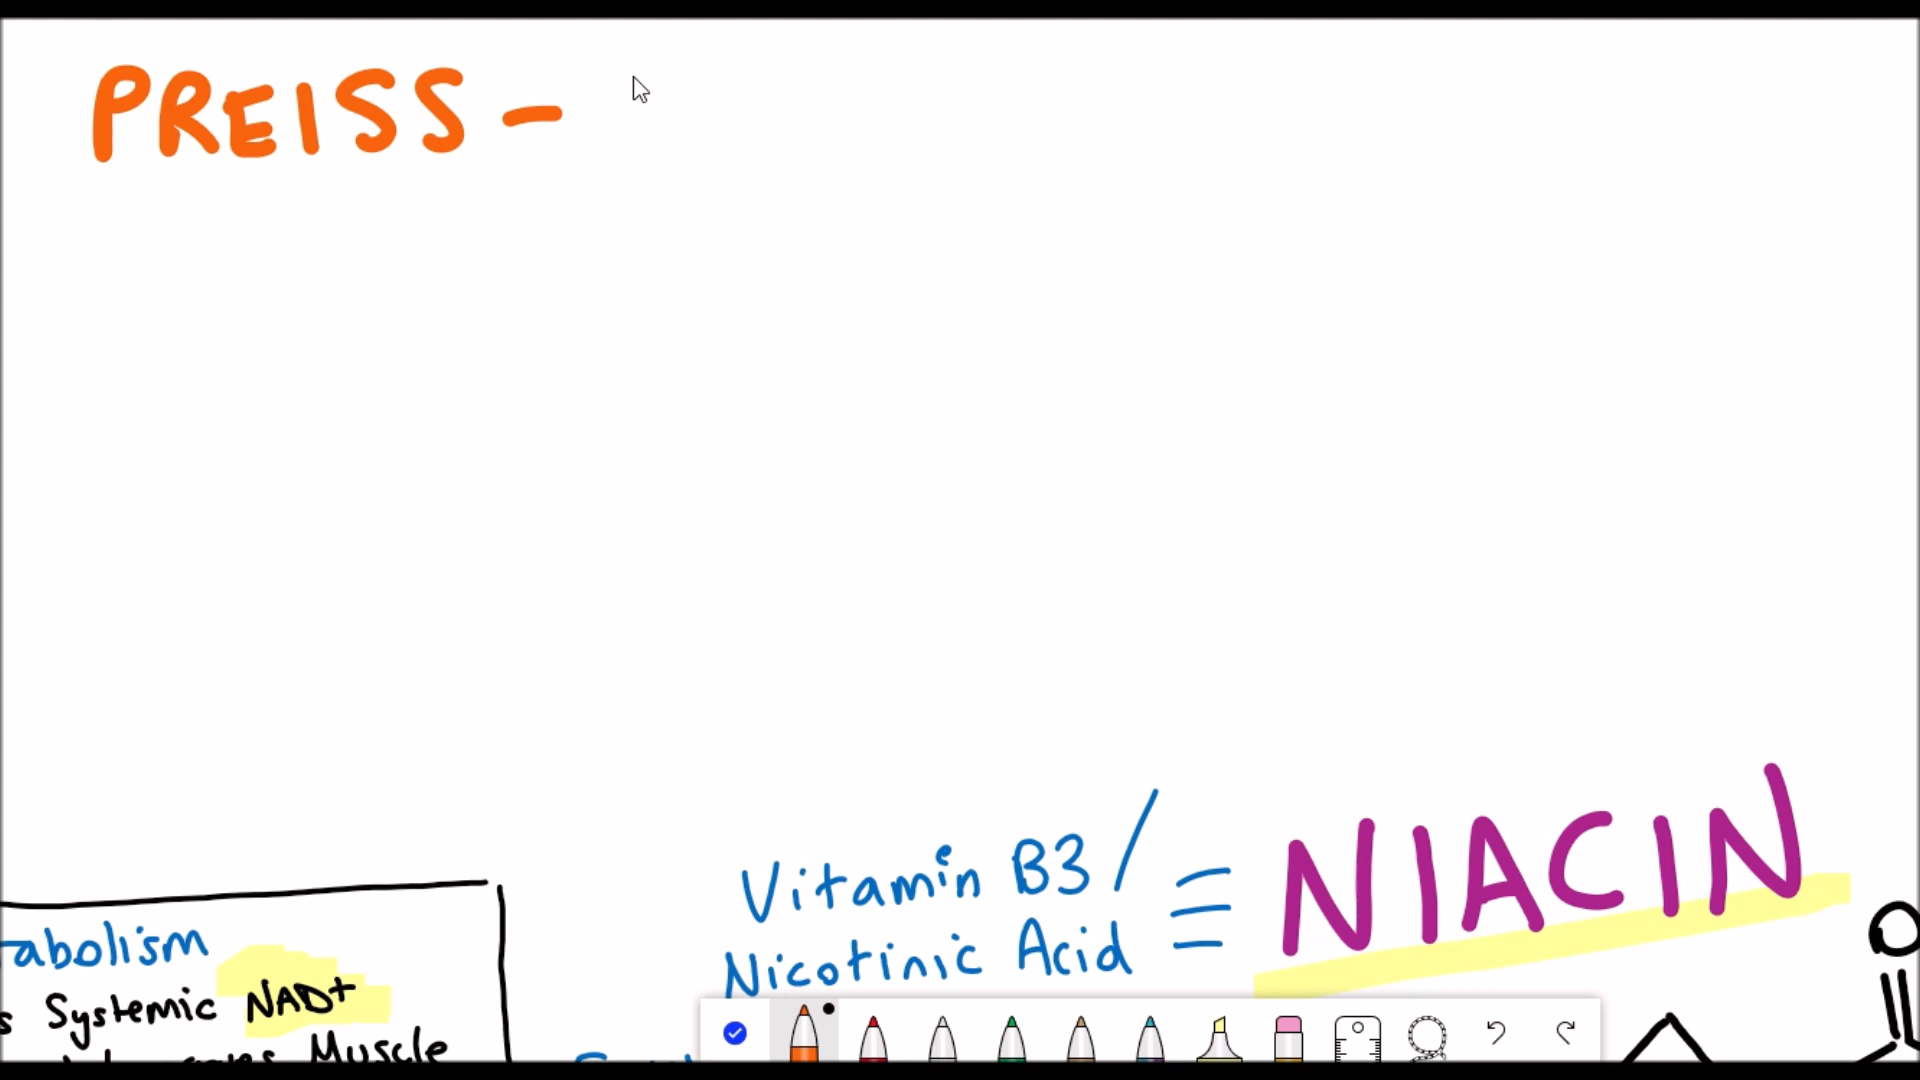 PREISS -
Vitamin B3/
Nicotinic Acid
≡ NIACIN
abolism
s Systemic NAD+
Muscle
O